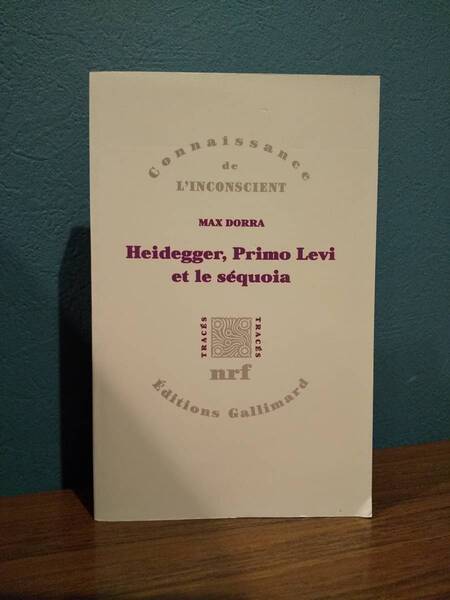 Connaissance
de
L'INCONSCIENT
MAX DORRA
Heidegger, Primo Levi
et le séquoia
TRACÉS
TRACÉS
nrf
Éditions Gallimard